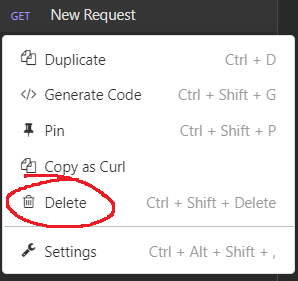 GET New Request
Duplicate Ctrl + D
Generate Code Ctrl + Shift + G
Pin Ctrl + Shift + P
Copy as Curl
Delete Ctrl + Shift + Delete
Settings Ctrl + Alt + Shift + ,